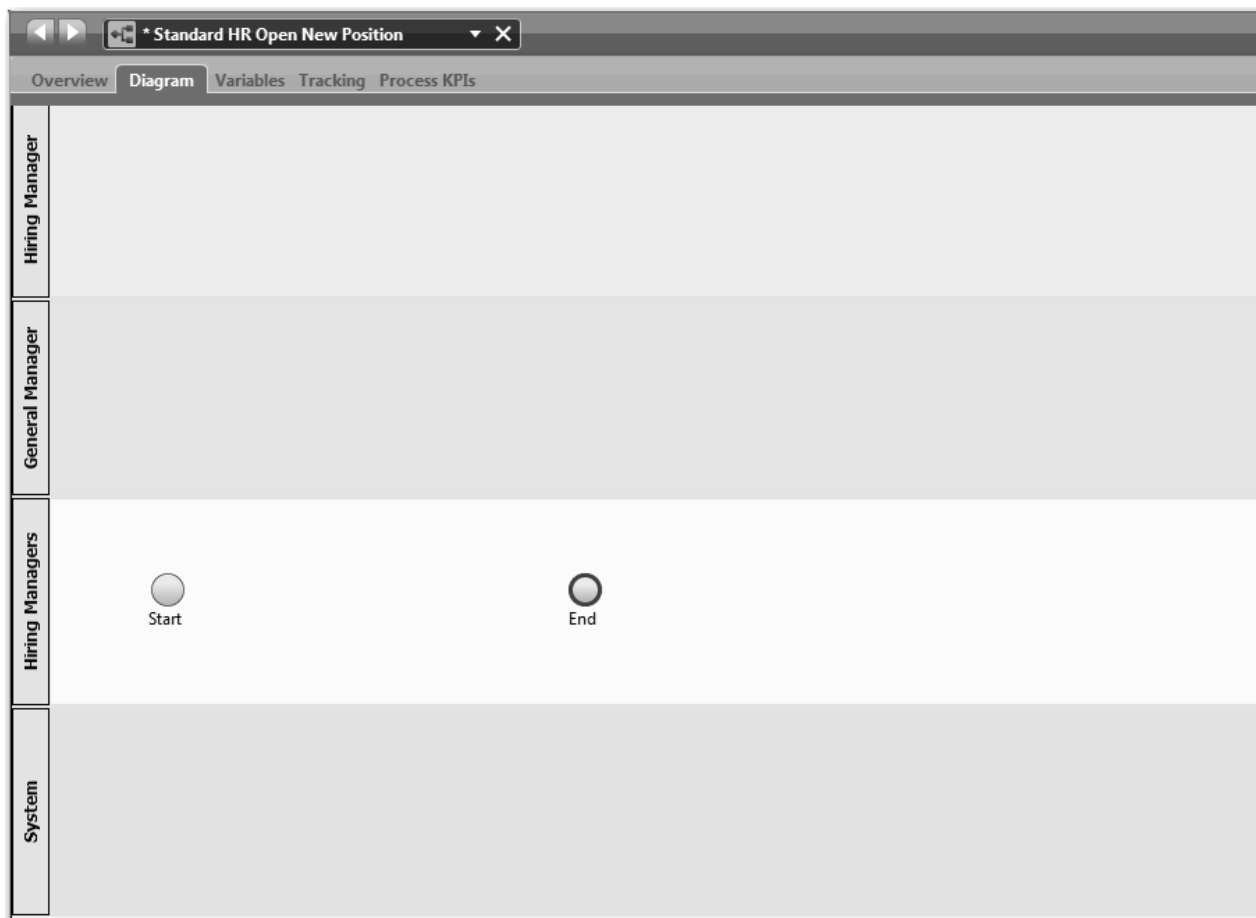 * Standard HR Open New Position
Overview Diagram Variables Tracking Process KPIs
Hiring Manager
General Manager
Hiring Managers
Start
End
System